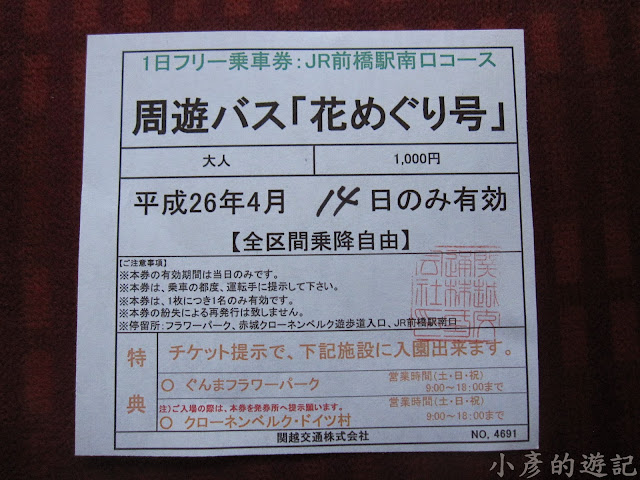 1日フリー乗車券：JR前橋駅南口コース
周遊バス「花めぐり号」
大人 1,000円
平成26年4月 14日のみ有効
【全区間乗降自由】
【ご注意事項】
※本券の有効期間は当日のみです。
※本券は、乗車の都度、運転手に提示して下さい。
※本券は、1枚につき1名のみ有効です。
※本券の紛失による再発行は致しません。
※停留所：フラワーパーク、赤城クローネンベルク遊歩道入口、JR前橋駅南口
特典
チケット提示で、下記施設に入園出来ます。
○ ぐんまフラワーパーク 営業時間(土・日・祝)
9:00～18:00まで
注)ご入場の際は、本券を発券所へ提示願います。 営業時間(土・日・祝)
○ クローネンベルク・ドイツ村 9:00～18:00まで
関越交通株式会社 NO. 4691
小彥的遊記